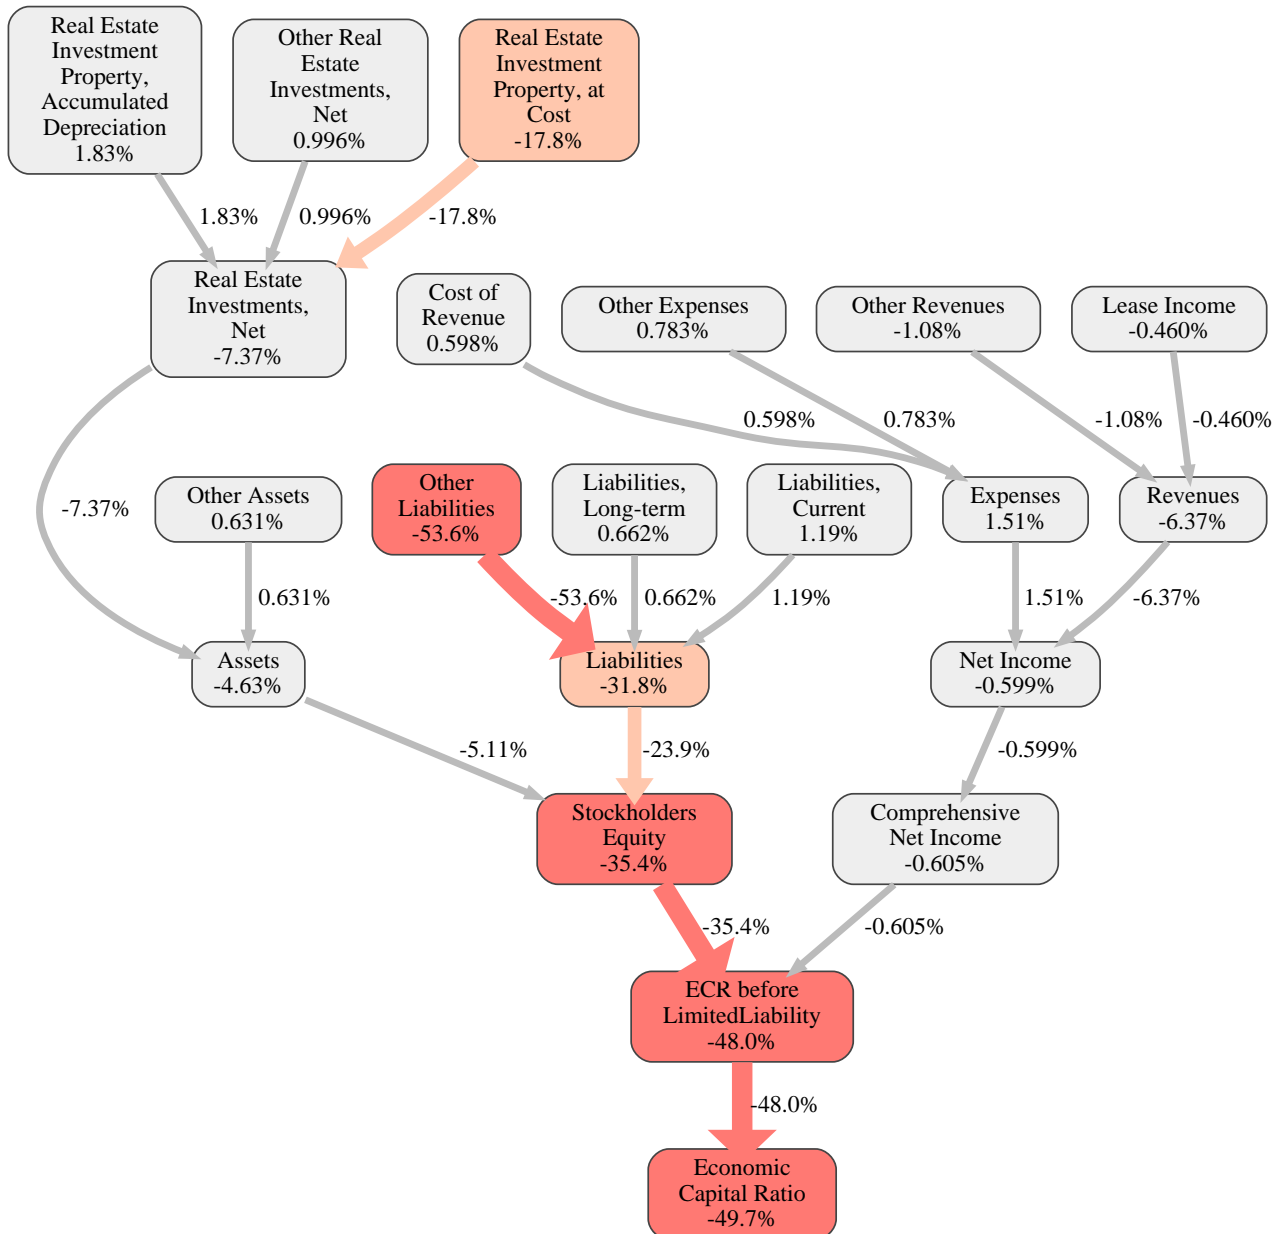 Real Estate
Investment
Property,
Accumulated
Depreciation
1.83%
Other Real
Estate
Investments,
Net
0.996%
Real Estate
Investment
Property, at
Cost
-17.8%
1.83%
0.996%
-17.8%
Real Estate
Investments,
Net
-7.37%
Cost of
Revenue
0.598%
Other Expenses
0.783%
Other Revenues
-1.08%
Lease Income
-0.460%
0.598%
0.783%
-1.08%
-0.460%
-7.37%
Other Assets
0.631%
Other
Liabilities
-53.6%
Liabilities,
Long-term
0.662%
Liabilities,
Current
1.19%
Expenses
1.51%
Revenues
-6.37%
0.631%
-53.6%
0.662%
1.19%
1.51%
-6.37%
Assets
-4.63%
Liabilities
-31.8%
Net Income
-0.599%
-5.11%
-23.9%
-0.599%
Stockholders
Equity
-35.4%
Comprehensive
Net Income
-0.605%
-35.4%
-0.605%
ECR before
LimitedLiability
-48.0%
-48.0%
Economic
Capital Ratio
-49.7%